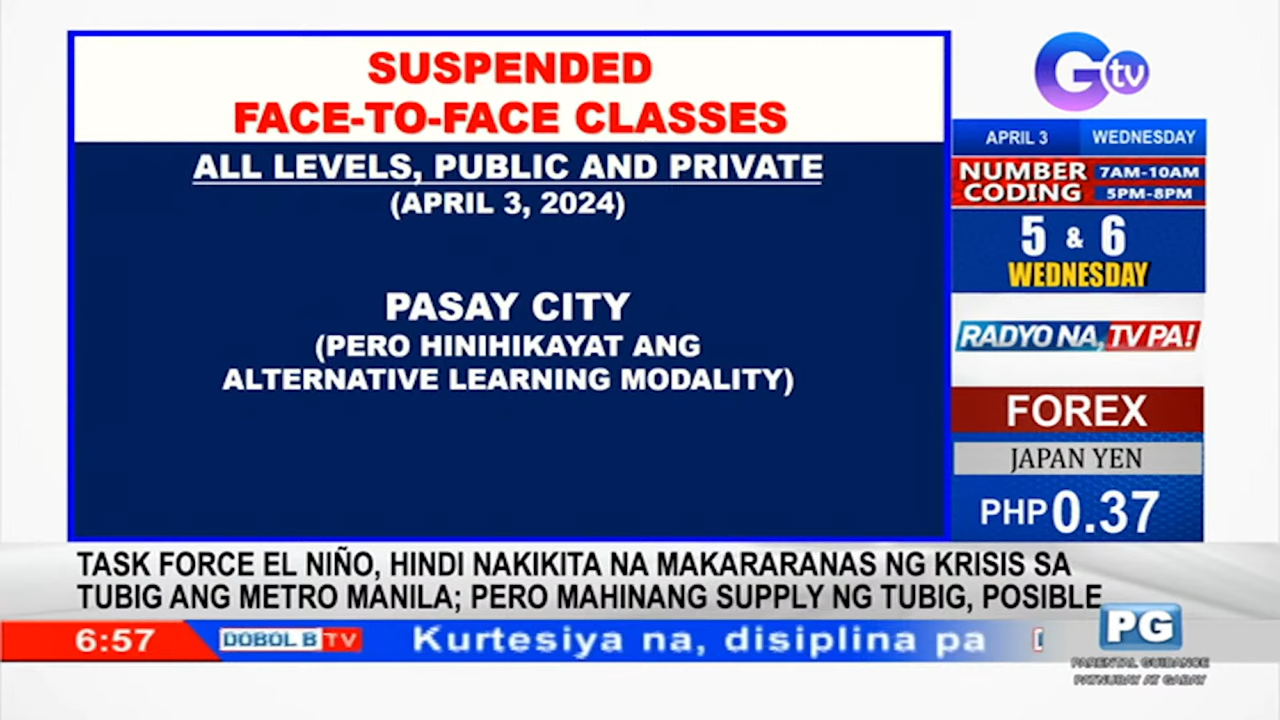 SUSPENDED
FACE-TO-FACE CLASSES
ALL LEVELS, PUBLIC AND PRIVATE
(APRIL 3, 2024)
PASAY CITY
(PERO HINIHIKAYAT ANG
ALTERNATIVE LEARNING MODALITY)
Gtv
APRIL 3 WEDNESDAY
NUMBER CODING 7AM-10AM
5PM-8PM
5 & 6
WEDNESDAY
RADYO NA, TV PA!
FOREX
JAPAN YEN
PHP 0.37
TASK FORCE EL NIÑO, HINDI NAKIKITA NA MAKARARANAS NG KRISIS SA
TUBIG ANG METRO MANILA; PERO MAHINANG SUPPLY NG TUBIG, POSIBLE
6:57 DOBOL B TV Kurtesiya na, disiplina pa
PG
PARENTAL GUIDANCE
PATNUBAY AT GABAY